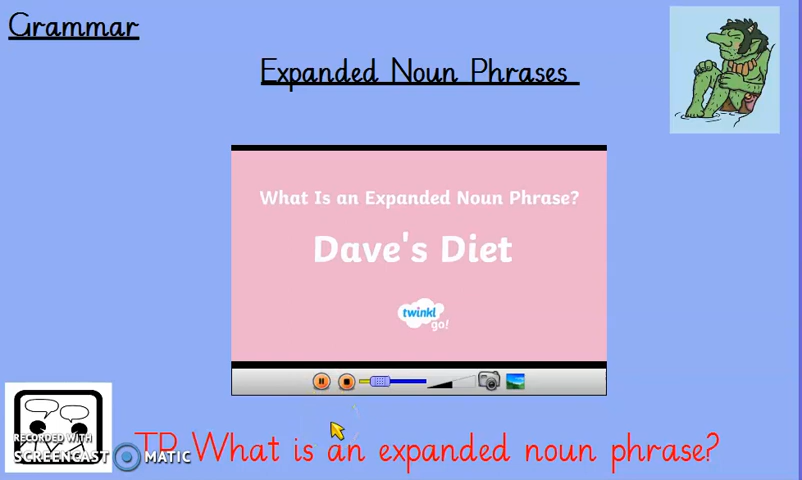 Grammar
Expanded Noun Phrases
What Is an Expanded Noun Phrase?
Dave's Diet
twinkl
go!
RECORDED WITH
SCREENCAST MATIC
TP What is an expanded noun phrase?